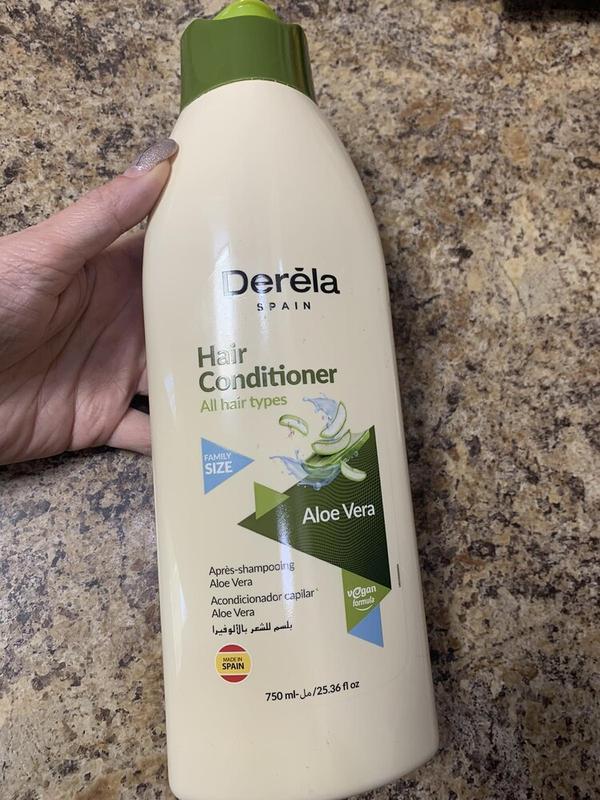 Derēla
SPAIN
Hair
Conditioner
All hair types
FAMILY
SIZE
Aloe Vera
Après-shampooing
Aloe Vera
Acondicionador capilar
Aloe Vera
بلسم للشعر بالألوفيرا
vegan
formula
MADE IN
SPAIN
750 ml-مل/25.36 fl oz